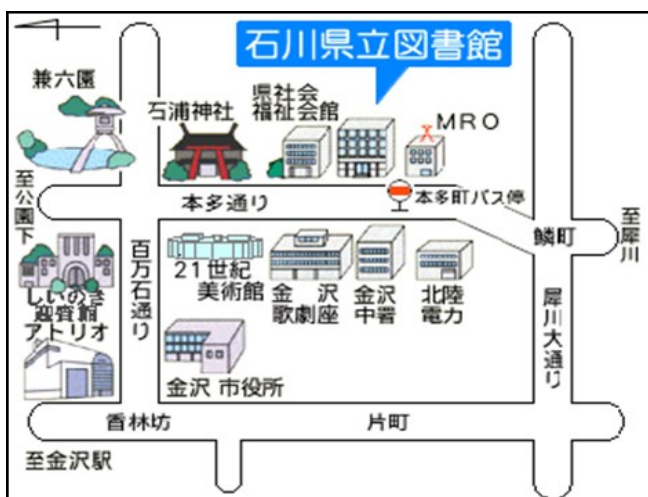 石川県立図書館
兼六園
石浦神社
県社会
福祉会館
MRO
至公園下
本多通り
本多町バス停
鱗町
至犀川
百万石通り
21世紀
美術館
金沢
歌劇座
金沢
中署
北陸
電力
しいのき
迎賓館
アトリオ
犀川大通り
金沢市役所
香林坊
片町
至金沢駅